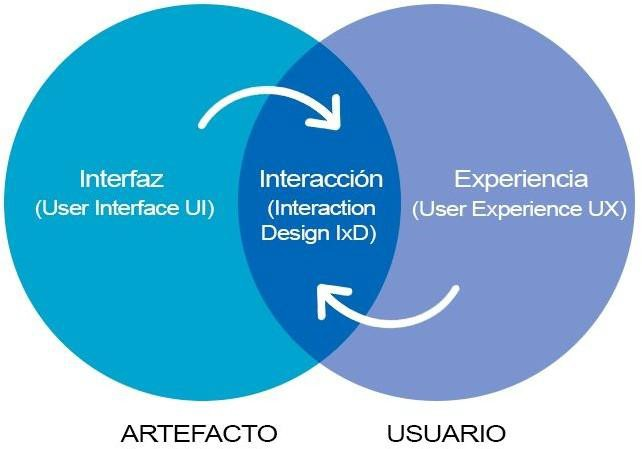 Interfaz
(User Interface UI)
Interacción
(Interaction
Design IxD)
Experiencia
(User Experience UX)
ARTEFACTO
USUARIO